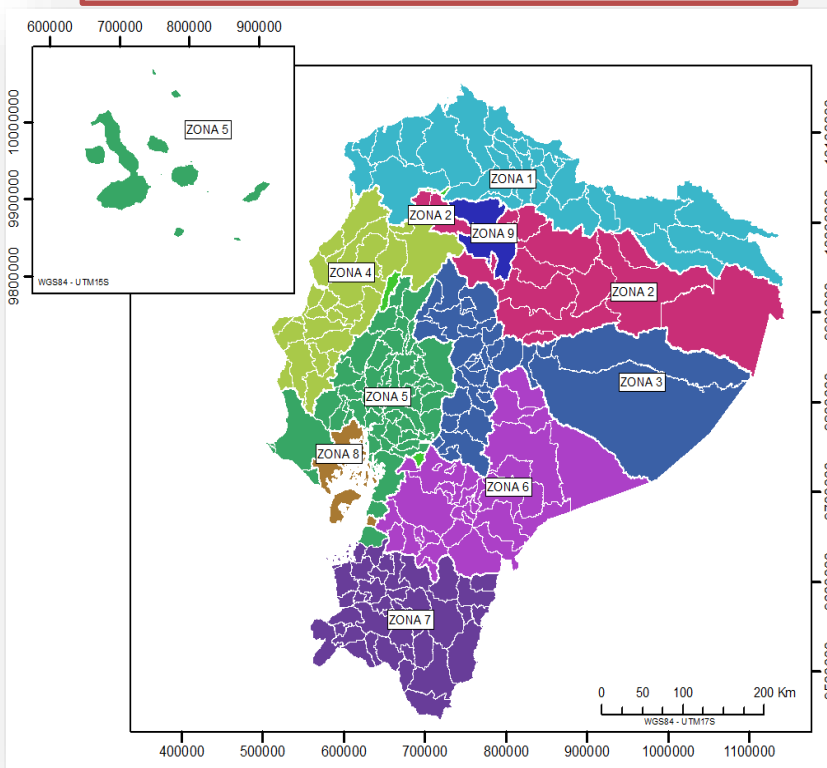 600000 700000 800000 900000
10000000
9900000
9800000
ZONA 5
WGS84 - UTM15S
ZONA 1
ZONA 2
ZONA 9
ZONA 4
ZONA 2
ZONA 3
ZONA 5
ZONA 8
ZONA 6
ZONA 7
0 50 100 200 Km
WGS84 - UTM17S
400000 500000 600000 700000 800000 900000 1000000 1100000